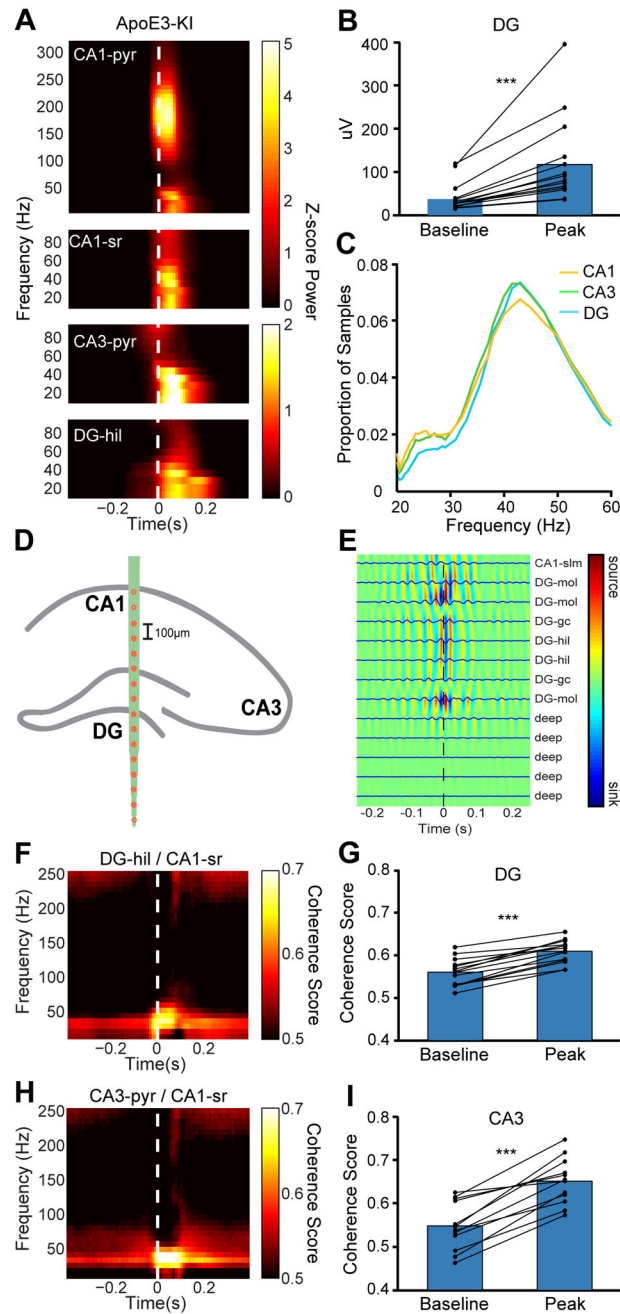 A
ApoE3-KI
CA1-pyr
300
250
200
150
100
50
CA1-sr
80
60
40
20
CA3-pyr
80
60
40
20
DG-hil
80
60
40
20
Frequency (Hz)
−0.2 0 0.2
Time(s)
5
4
3
2
1
0
Z-score Power
2
1
0
B
DG
400
300
200
100
0
uV
***
Baseline Peak
C
0.08
0.06
0.04
0.02
0
Proportion of Samples
CA1
CA3
DG
20 30 40 50 60
Frequency (Hz)
D
CA1
100µm
CA3
DG
E
CA1-slm
DG-mol
DG-mol
DG-gc
DG-hil
DG-hil
DG-gc
DG-mol
deep
deep
deep
deep
deep
-0.2 -0.1 0 0.1 0.2
Time (s)
source
sink
F
DG-hil / CA1-sr
250
200
150
100
50
Frequency (Hz)
−0.2 0 0.2
Time(s)
0.7
0.6
0.5
Coherence Score
G
DG
0.8
0.7
0.6
0.5
0.4
Coherence Score
***
Baseline Peak
H
CA3-pyr / CA1-sr
250
200
150
100
50
Frequency (Hz)
−0.2 0 0.2
Time(s)
0.7
0.6
0.5
Coherence Score
I
CA3
0.8
0.7
0.6
0.5
0.4
Coherence Score
***
Baseline Peak